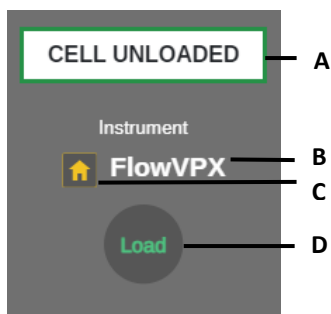 CELL UNLOADED
A
Instrument
FlowVPX
B
C
Load
D